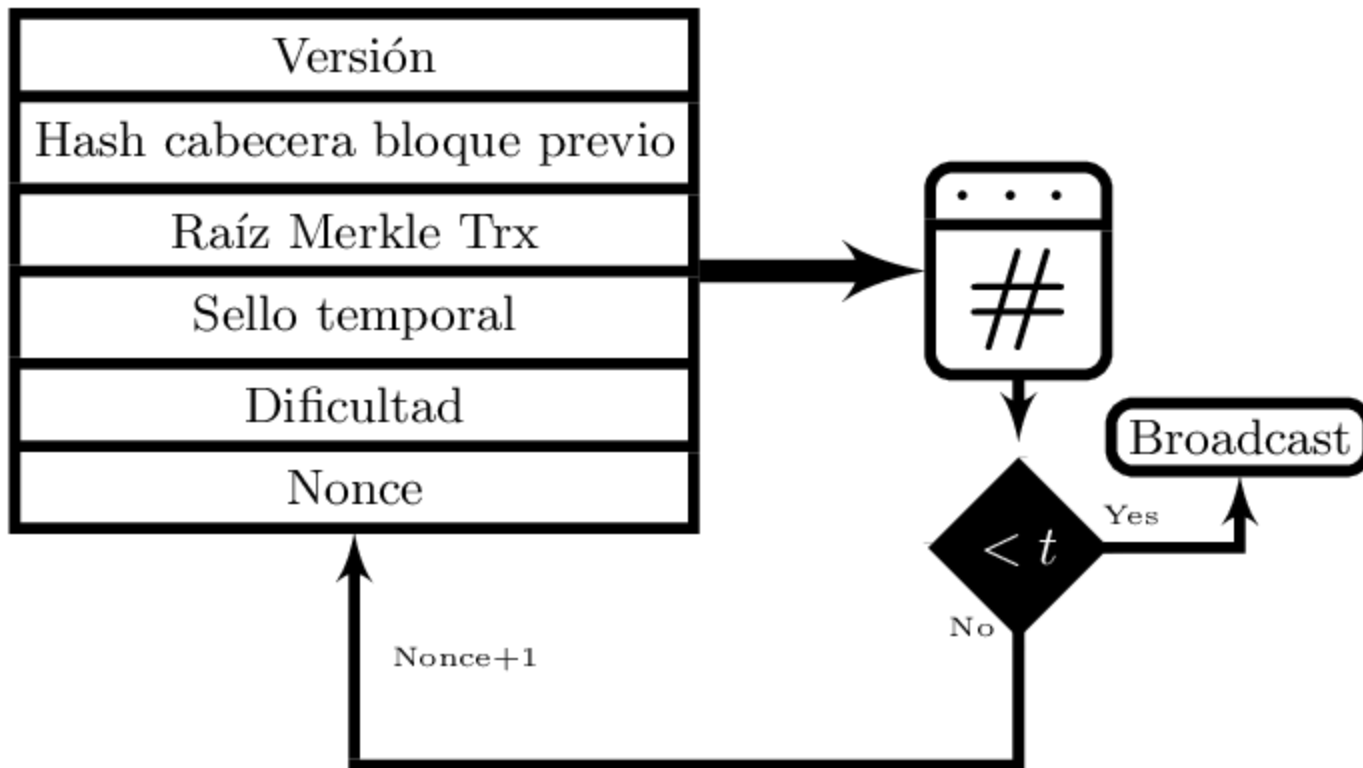 Versión
Hash cabecera bloque previo
Raíz Merkle Trx
Sello temporal
Dificultad
Nonce
#
Broadcast
Yes
< t
No
Nonce+1